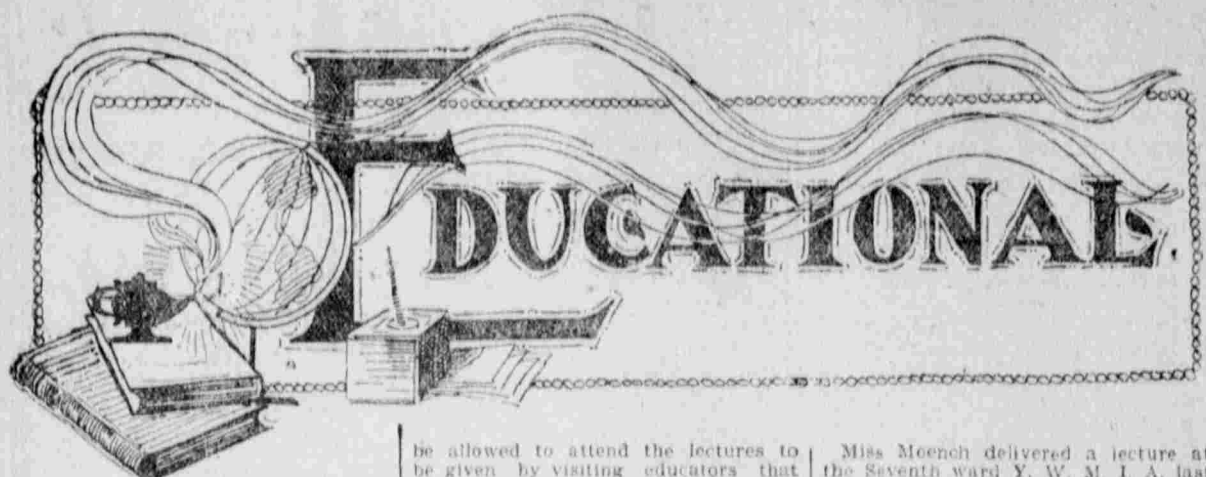 EDUCATIONAL.
be allowed to attend the lectures to
be given by visiting educators that
Miss Moench delivered a lecture at
the Seventh ward Y. W. M. I. A. last